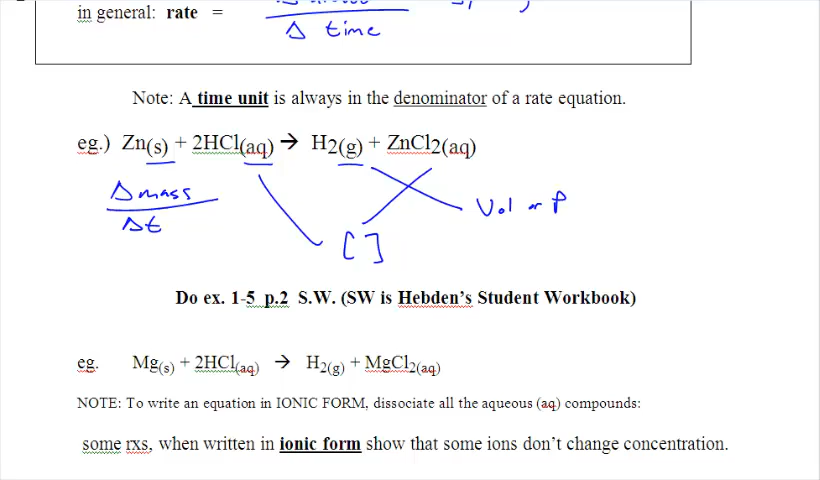 in general: rate =
Δ time
Note: A time unit is always in the denominator of a rate equation.
eg.) Zn(s) + 2HCl(aq) → H2(g) + ZnCl2(aq)
Δmass
Δt
Vol or P
[ ]
Do ex. 1-5 p.2 S.W. (SW is Hebden's Student Workbook)
eg. Mg(s) + 2HCl(aq) → H2(g) + MgCl2(aq)
NOTE: To write an equation in IONIC FORM, dissociate all the aqueous (aq) compounds:
some rxs, when written in ionic form show that some ions don't change concentration.